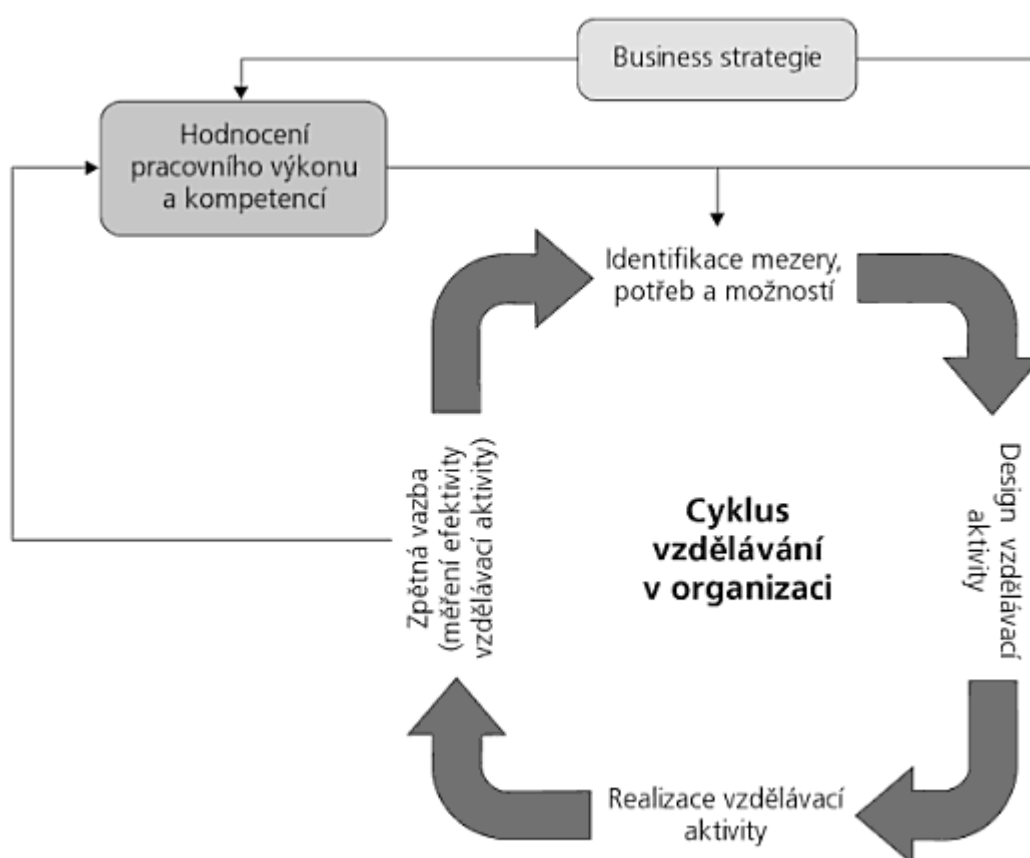 Business strategie
Hodnocení
pracovního výkonu
a kompetencí
Identifikace mezery,
potřeb a možností
Design vzdělávací
aktivity
Cyklus
vzdělávání
v organizaci
Zpětná vazba
(měření efektivity
vzdělávací aktivity)
Realizace vzdělávací
aktivity